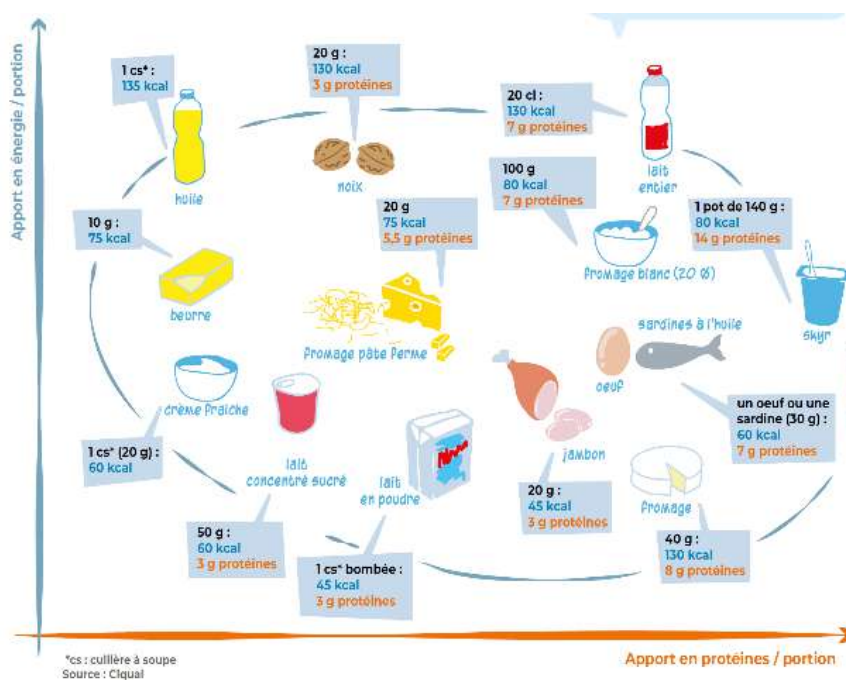 Apport en énergie / portion
1 cs* :
135 kcal
huile
20 g :
130 kcal
3 g protéines
noix
20 cl :
130 kcal
7 g protéines
lait
entier
10 g :
75 kcal
beurre
20 g
75 kcal
5,5 g protéines
fromage pâte ferme
100 g
80 kcal
7 g protéines
fromage blanc (20 %)
1 pot de 140 g :
80 kcal
14 g protéines
skyr
crème fraîche
1 cs* (20 g) :
60 kcal
lait
concentré sucré
50 g :
60 kcal
3 g protéines
lait
en poudre
1 cs* bombée :
45 kcal
3 g protéines
jambon
20 g :
45 kcal
3 g protéines
oeuf
sardines à l'huile
un oeuf ou une
sardine (30 g) :
60 kcal
7 g protéines
fromage
40 g :
130 kcal
8 g protéines
*cs : cuillère à soupe
Source : Ciqual
Apport en protéines / portion